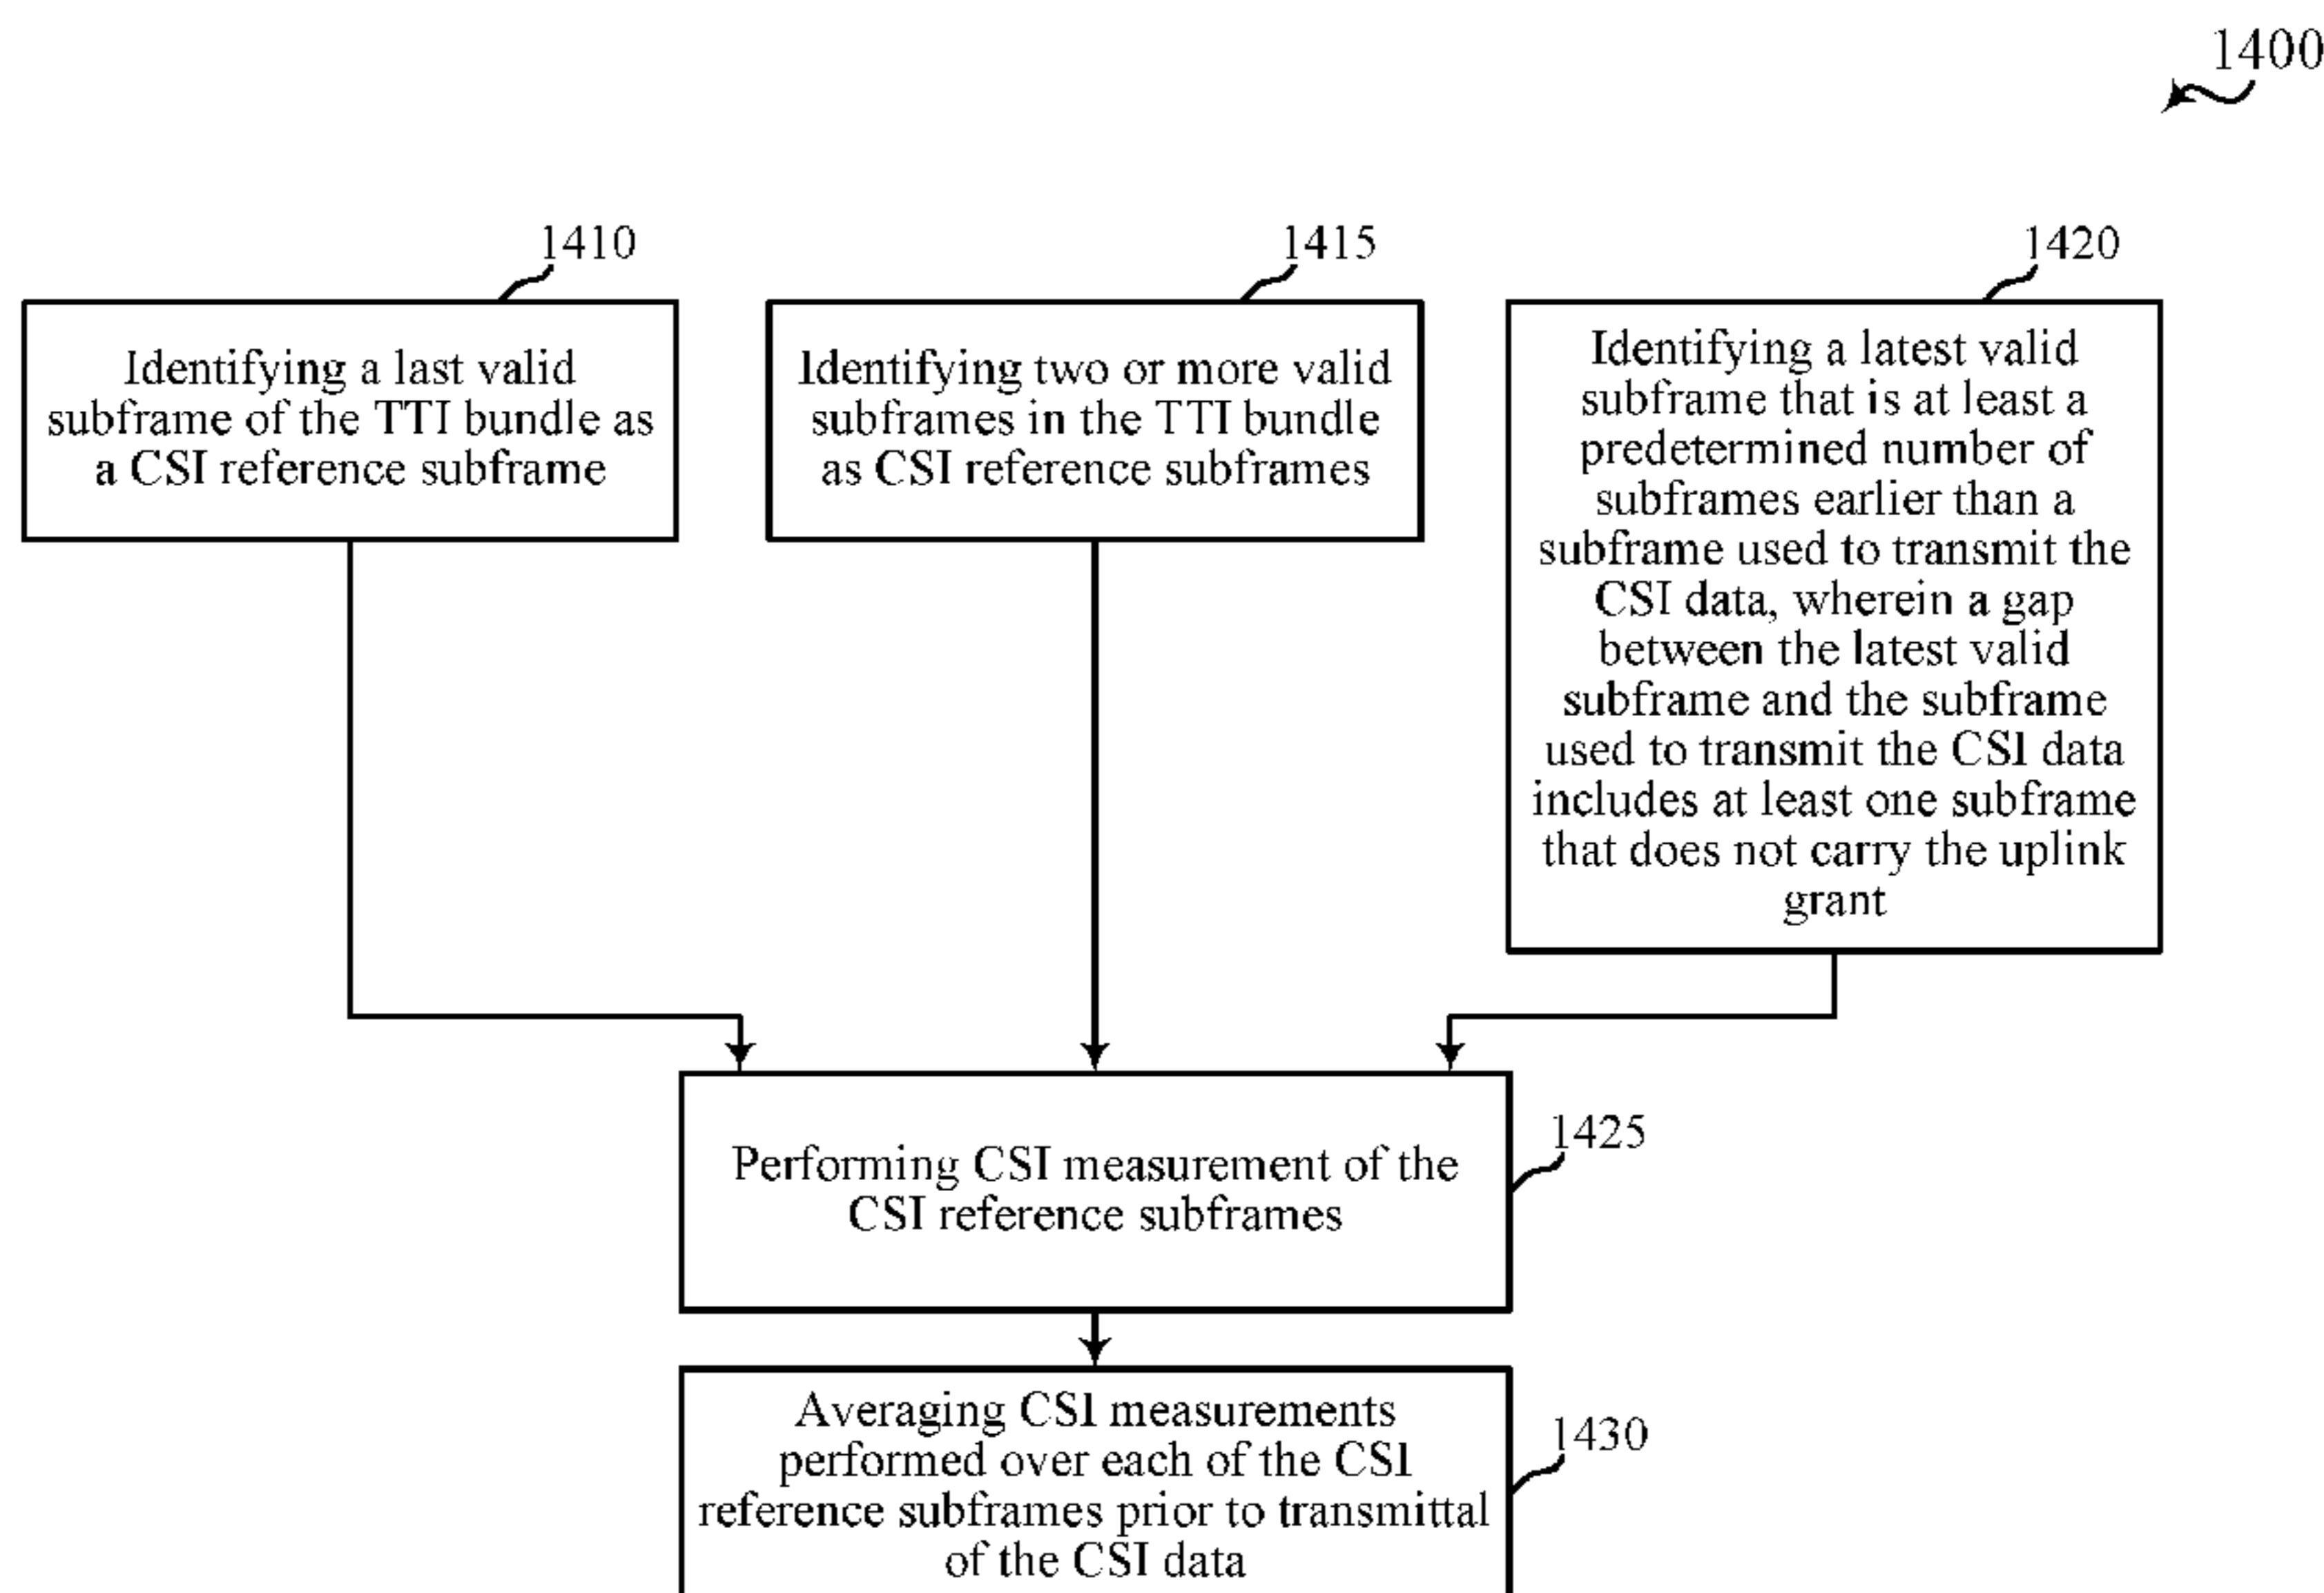 1400
1410
Identifying a last valid
subframe of the TTI bundle as
a CSI reference subframe
1415
Identifying two or more valid
subframes in the TTI bundle
as CSI reference subframes
1420
Identifying a latest valid
subframe that is at least a
predetermined number of
subframes earlier than a
subframe used to transmit the
CSI data, wherein a gap
between the latest valid
subframe and the subframe
used to transmit the CSI data
includes at least one subframe
that does not carry the uplink
grant
1425
Performing CSI measurement of the
CSI reference subframes
1430
Averaging CSI measurements
performed over each of the CSI
reference subframes prior to transmittal
of the CSI data